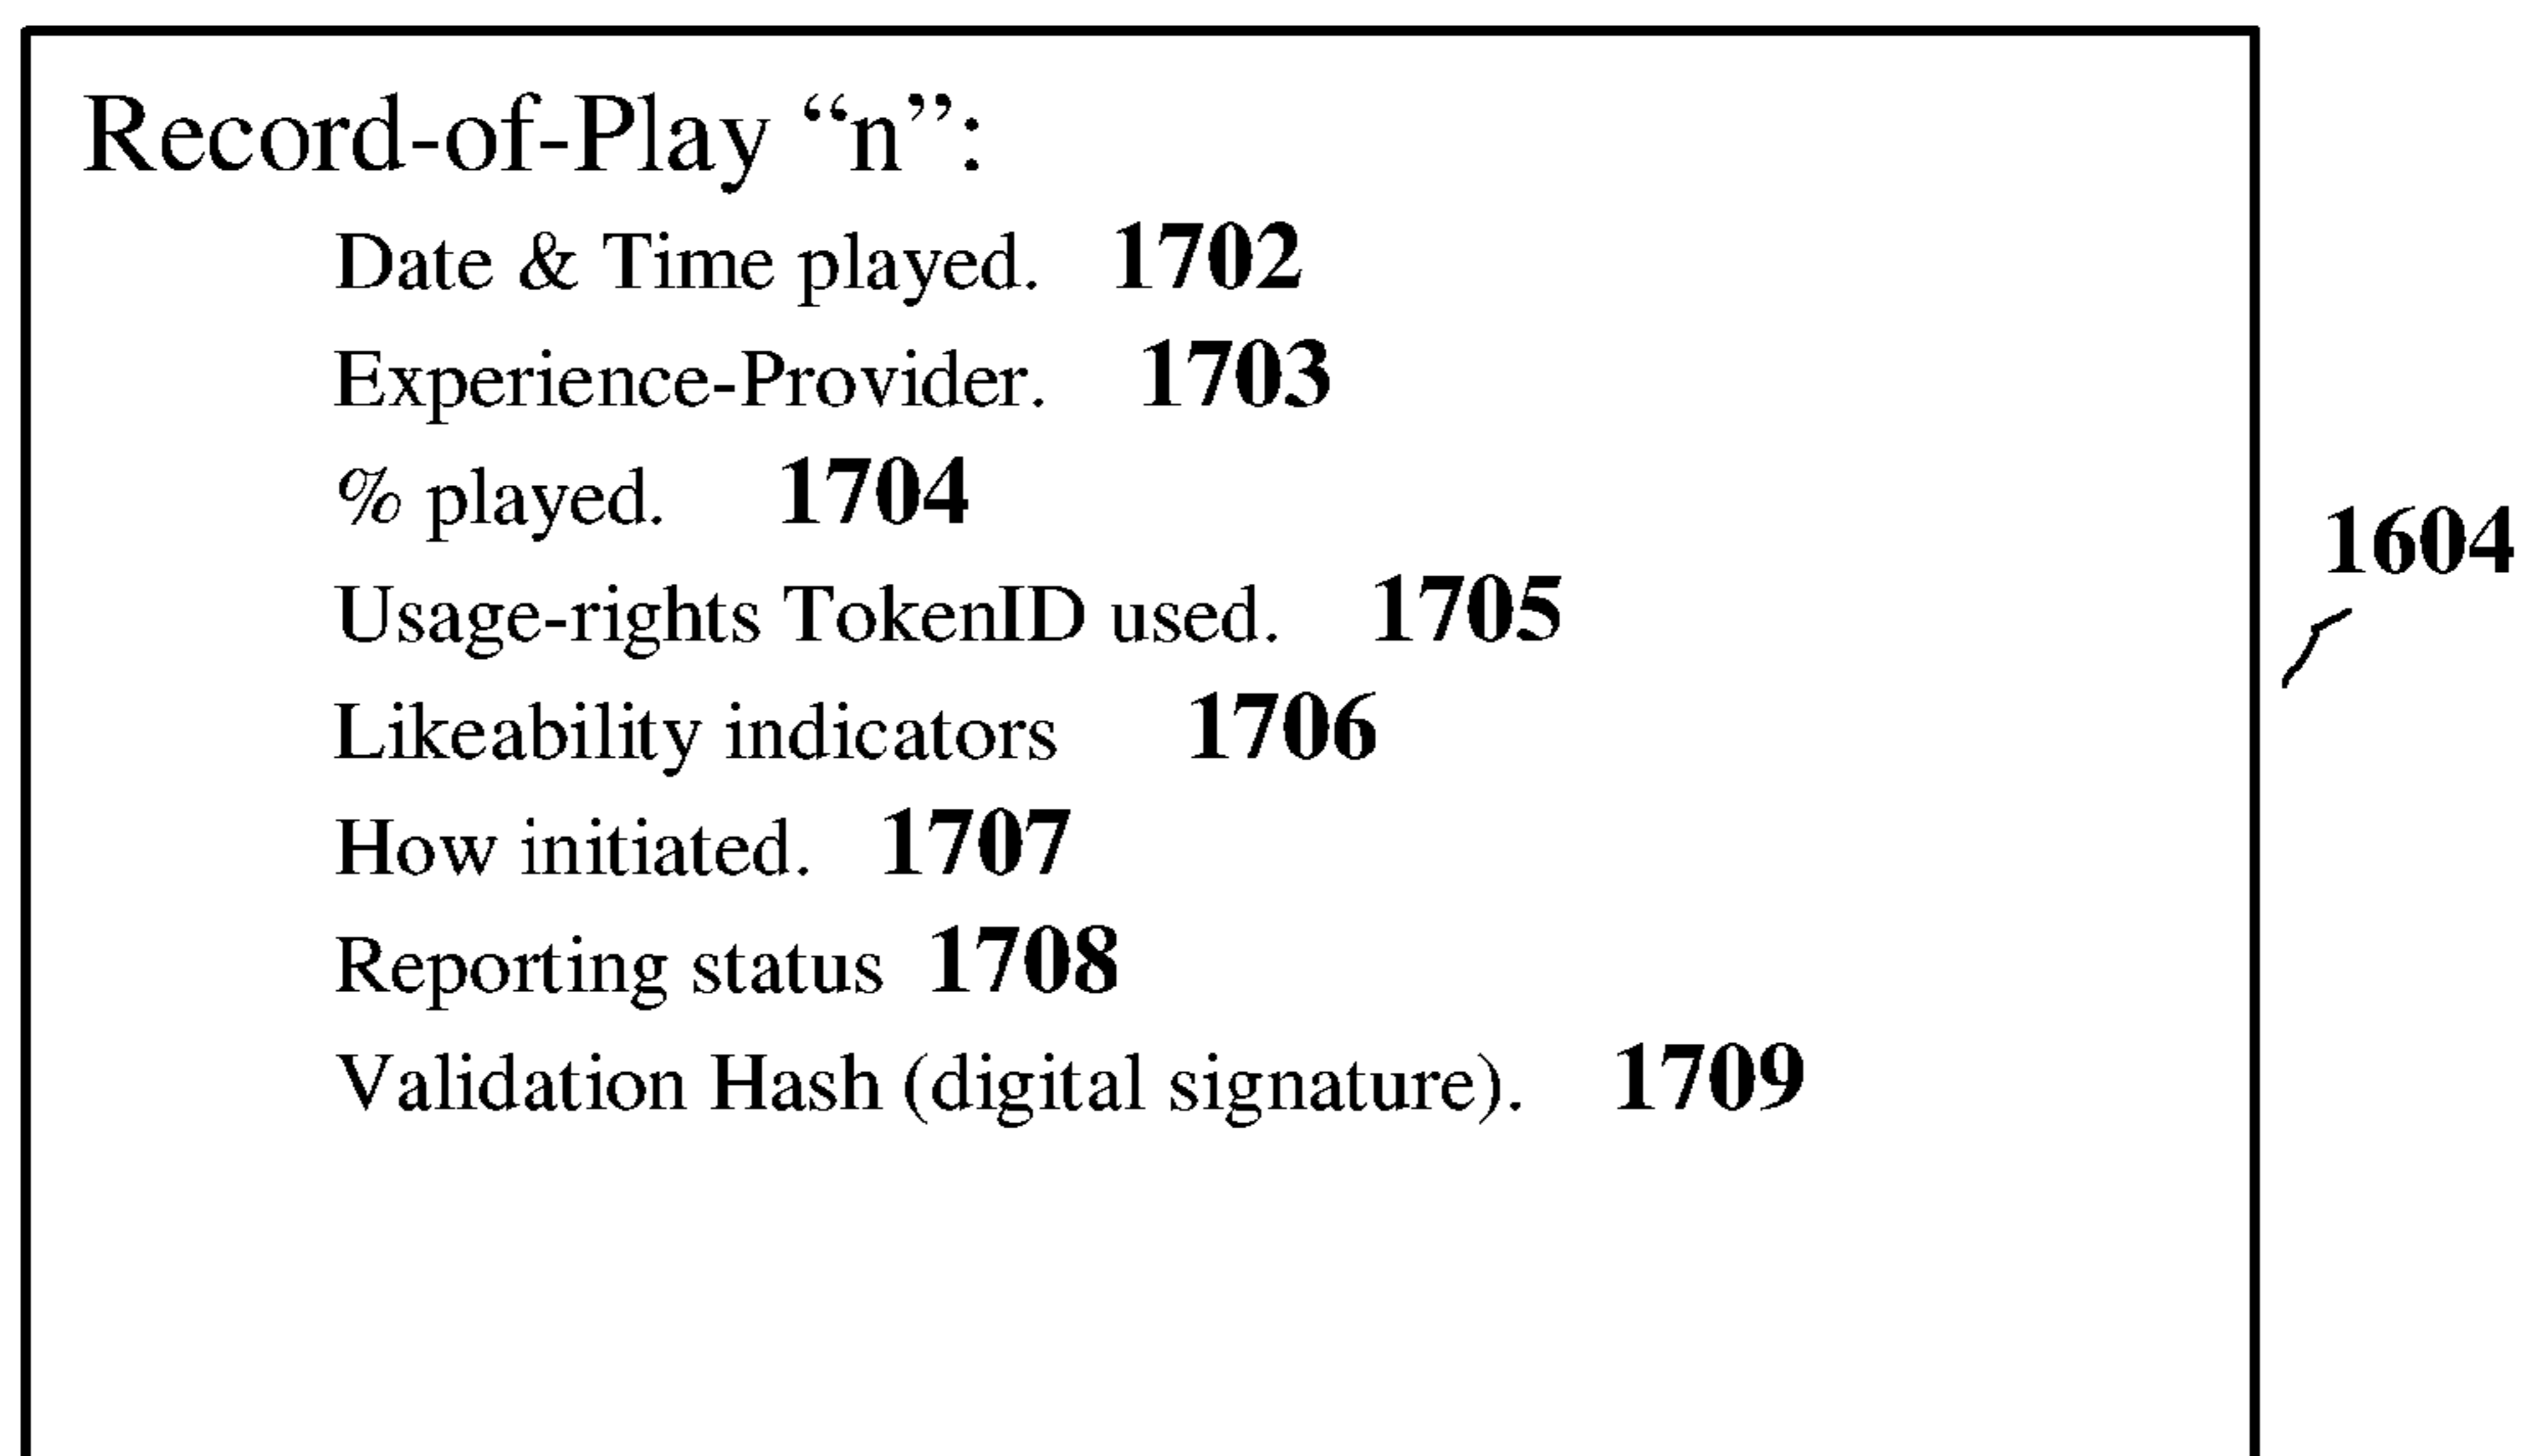 Record-of-Play “n”:
Date & Time played. 1702
Experience-Provider. 1703
% played. 1704
Usage-rights TokenID used. 1705
Likeability indicators 1706
How initiated. 1707
Reporting status 1708
Validation Hash (digital signature). 1709
1604